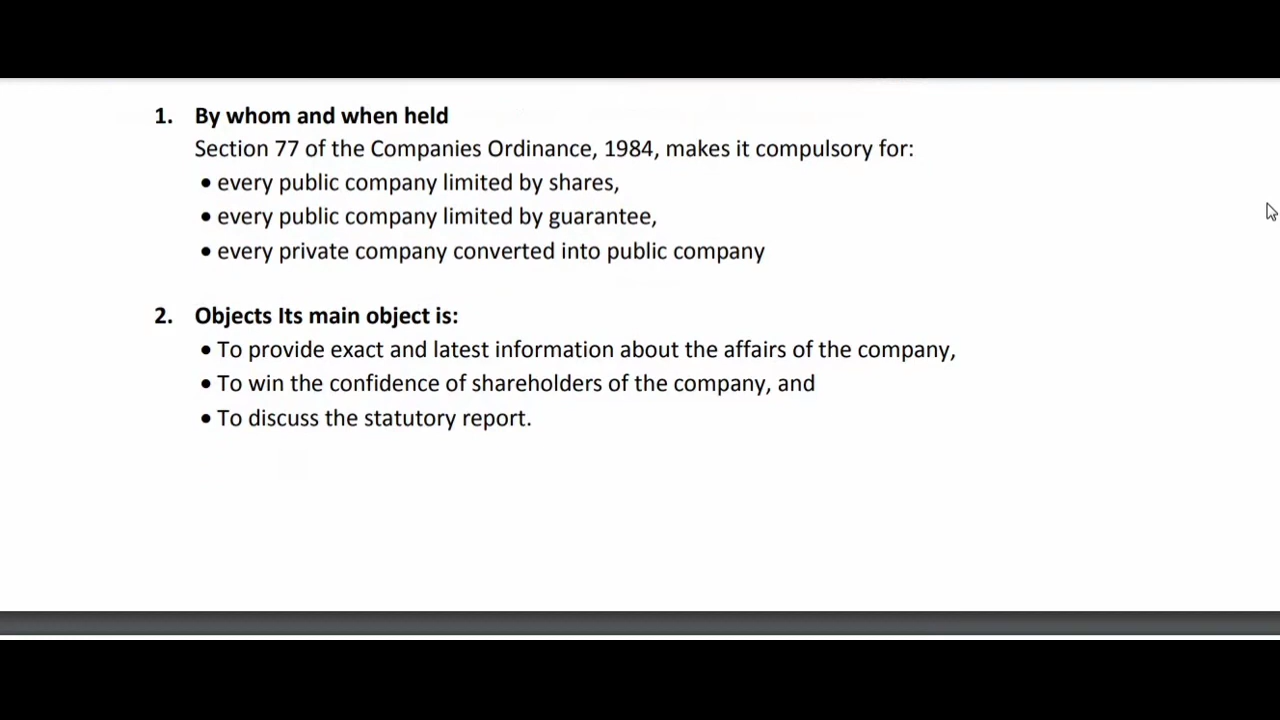 1. By whom and when held
Section 77 of the Companies Ordinance, 1984, makes it compulsory for:
• every public company limited by shares,
• every public company limited by guarantee,
• every private company converted into public company
2. Objects Its main object is:
• To provide exact and latest information about the affairs of the company,
• To win the confidence of shareholders of the company, and
• To discuss the statutory report.